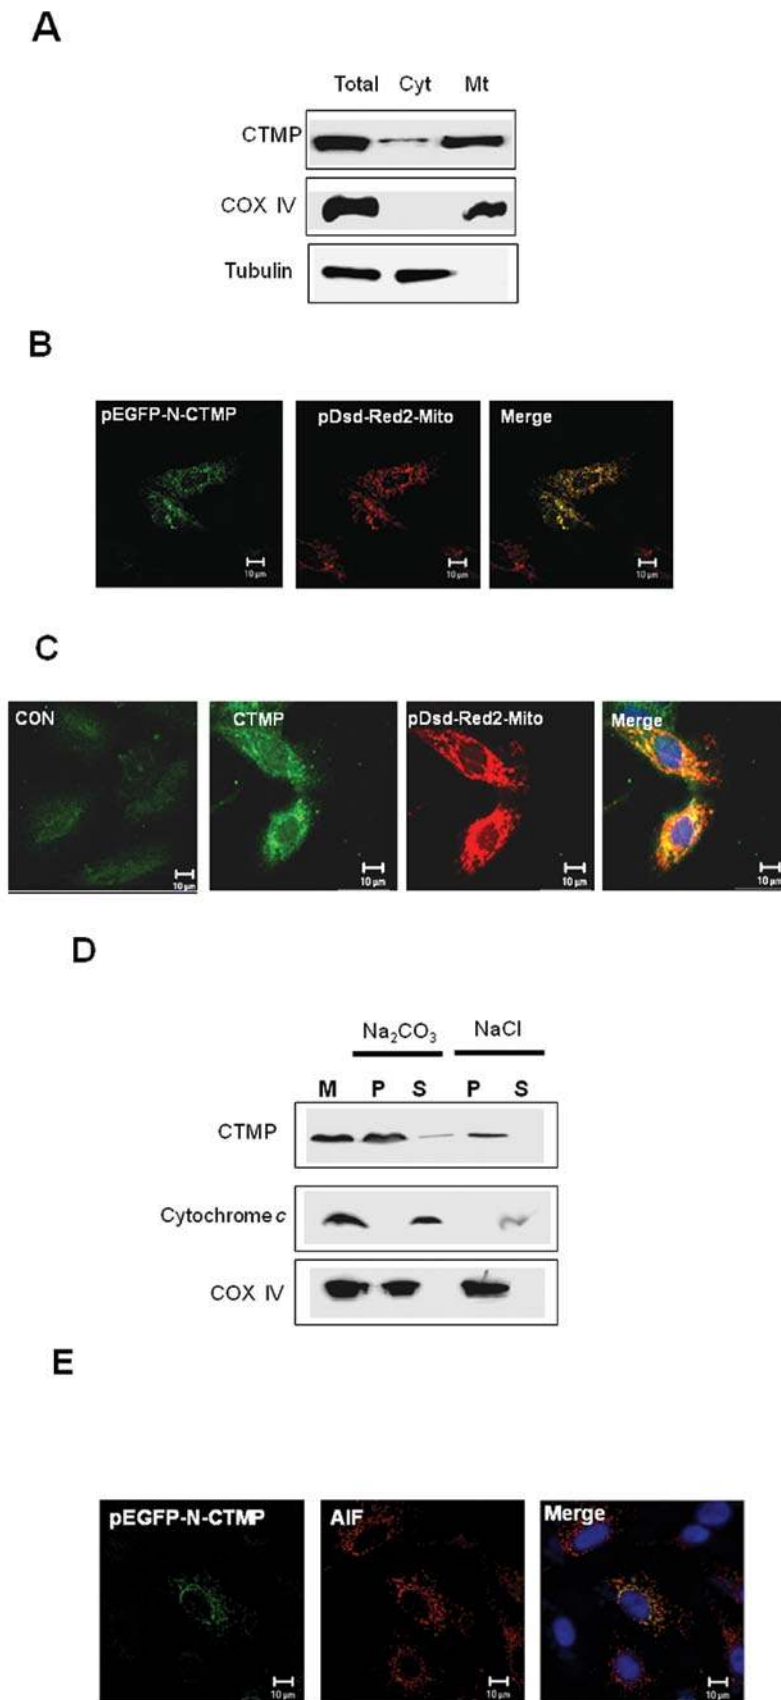 A
Total Cyt Mt
CTMP
COX IV
Tubulin
B
pEGFP-N-CTMP pDsd-Red2-Mito Merge
10 µm 10 µm 10 µm
C
CON CTMP pDsd-Red2-Mito Merge
10 µm 10 µm 10 µm 10 µm
D
Na₂CO₃ NaCl
M P S P S
CTMP
Cytochrome c
COX IV
E
pEGFP-N-CTMP AIF Merge
10 µm 10 µm 10 µm